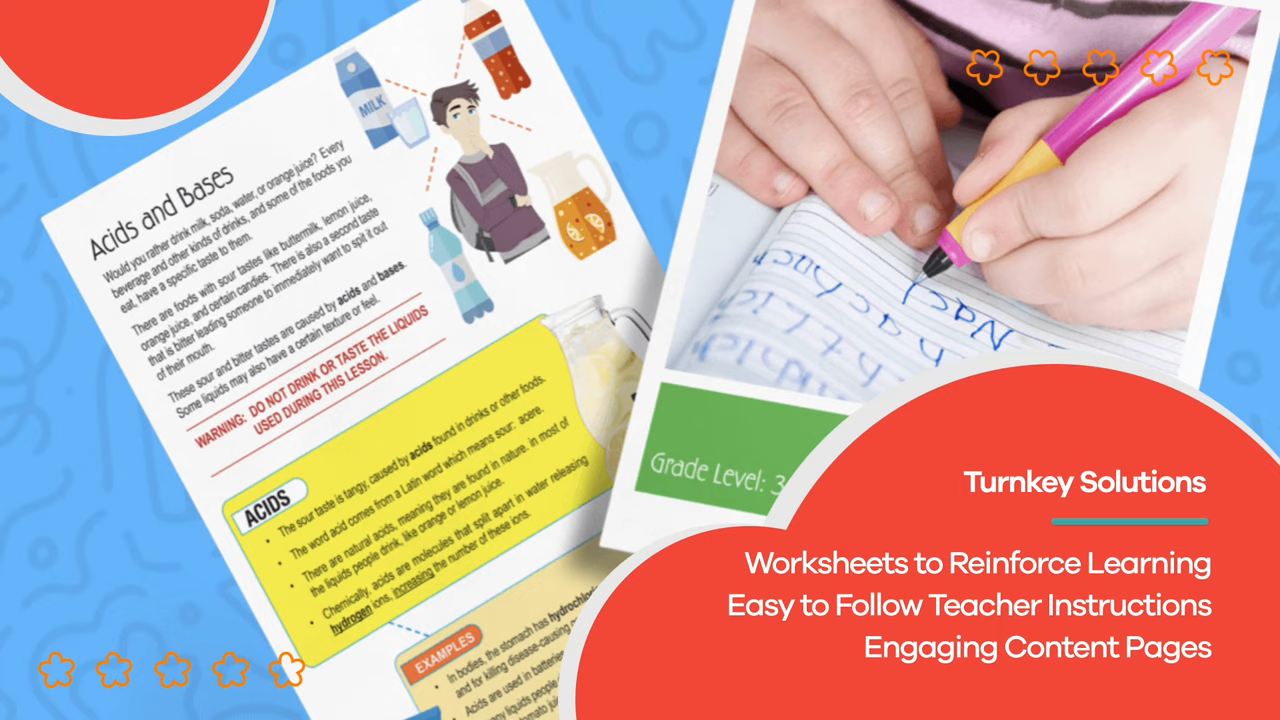 Acids and Bases
Would you rather drink milk, soda, water, or orange juice? Every
beverage and other kinds of drinks, and some of the foods you
eat, have a specific taste to them.
There are foods with sour tastes like buttermilk, lemon juice,
orange juice, and certain candies. There is also a second taste
that is bitter leading someone to immediately want to spit it out
of their mouth.
These sour and bitter tastes are caused by acids and bases.
Some liquids may also have a certain texture or feel.
WARNING: DO NOT DRINK OR TASTE THE LIQUIDS
USED DURING THIS LESSON.
MILK
ACIDS
• The sour taste is tangy, caused by acids found in drinks or other foods.
• The word acid comes from a Latin word which means sour: acere.
• There are natural acids, meaning they are found in nature. in most of
the liquids people drink, like orange or lemon juice.
• Chemically, acids are molecules that split apart in water releasing
hydrogen ions, increasing the number of these ions.
EXAMPLES
• In bodies, the stomach has
and for killing disease-causing
• Acids are used in batteries
liquids people
Grade Level: 3
Turnkey Solutions
Worksheets to Reinforce Learning
Easy to Follow Teacher Instructions
Engaging Content Pages